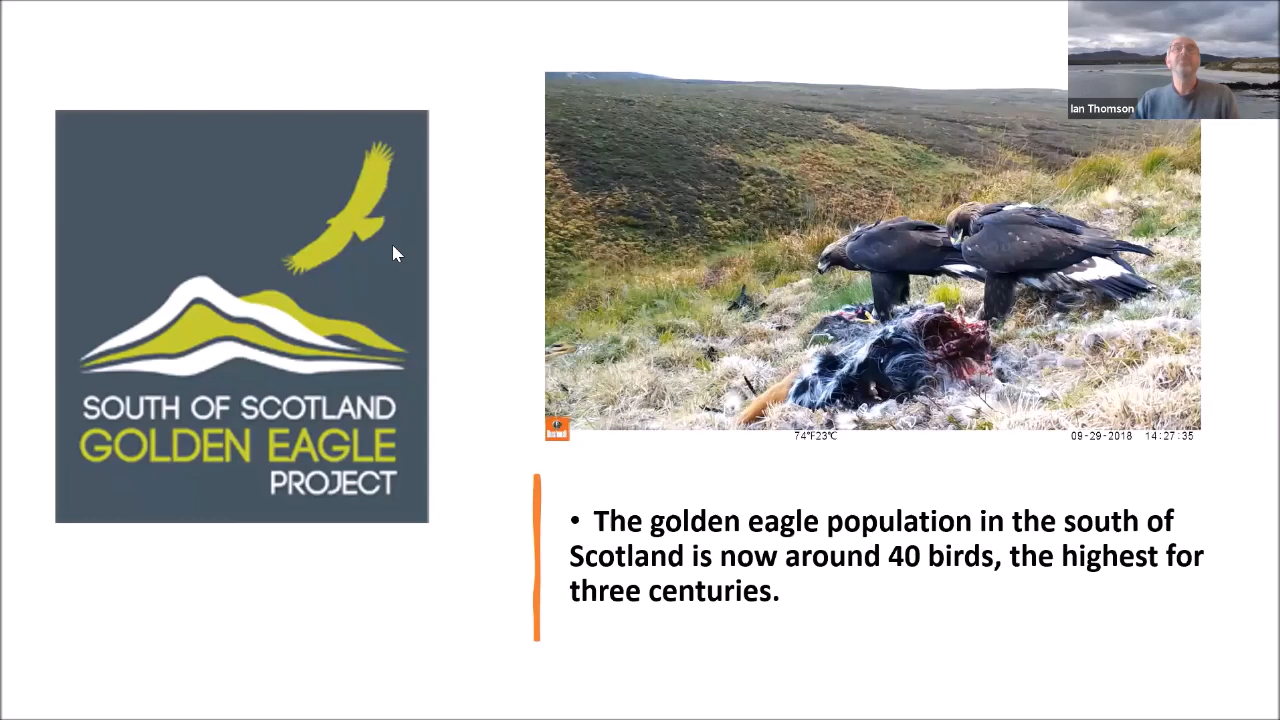 Ian Thomson
SOUTH OF SCOTLAND
GOLDEN EAGLE
PROJECT
74°F23°C
09-29-2018 14:27:35
• The golden eagle population in the south of
Scotland is now around 40 birds, the highest for
three centuries.